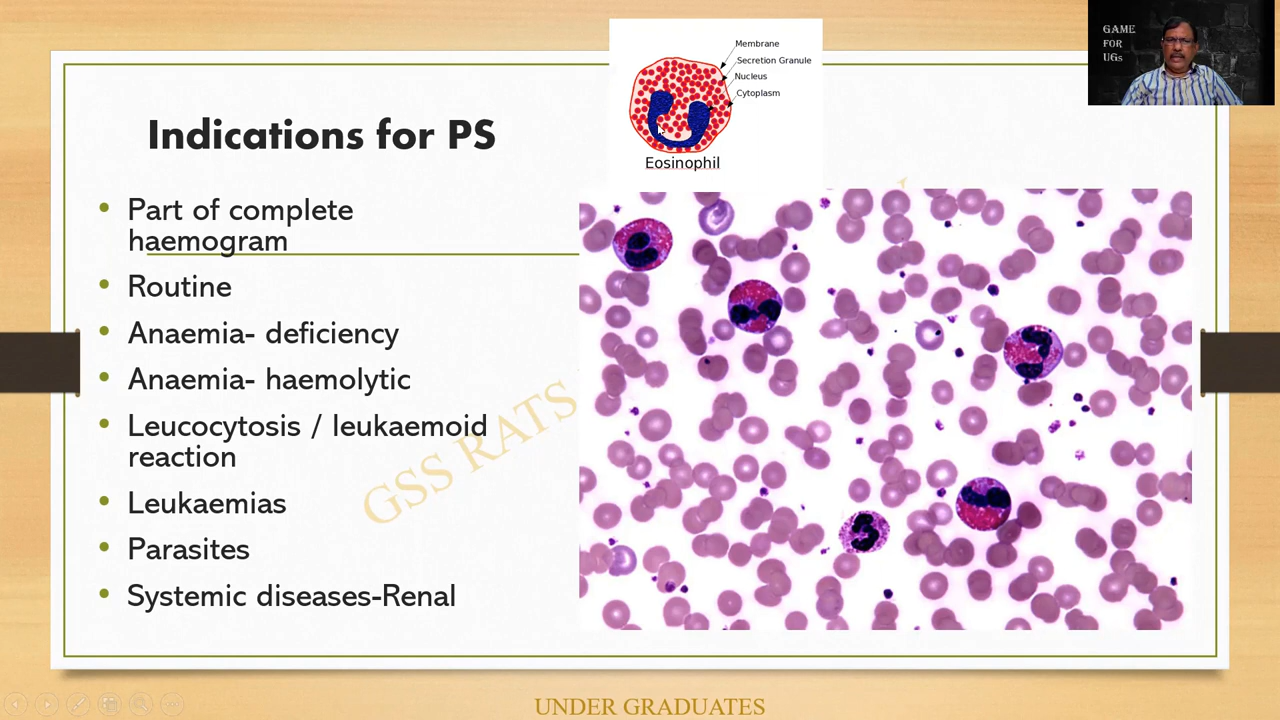 Membrane
Secretion Granule
Nucleus
Cytoplasm
Eosinophil
GAME
FOR
UGs
Indications for PS
• Part of complete
haemogram
• Routine
• Anaemia- deficiency
• Anaemia- haemolytic
• Leucocytosis / leukaemoid
reaction
• Leukaemias
• Parasites
• Systemic diseases-Renal
GSS RATS
UNDER GRADUATES